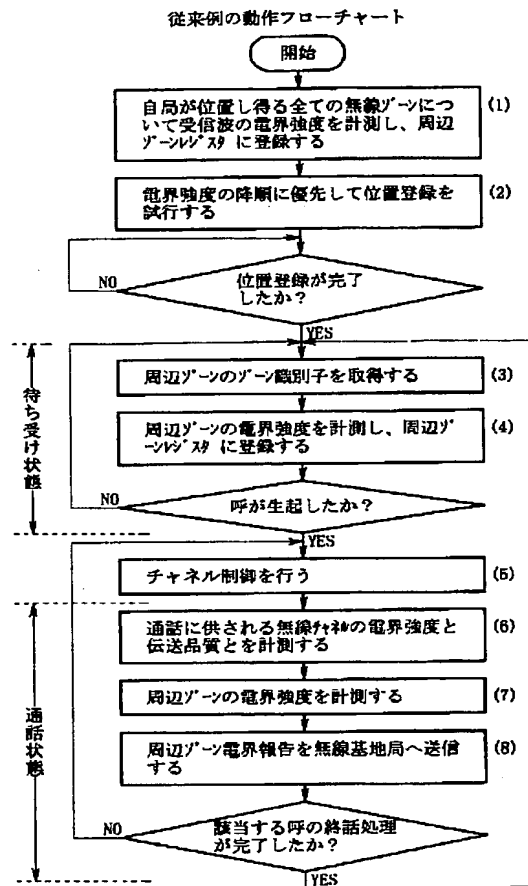 従来例の動作フローチャート
開始
自局が位置し得る全ての無線ゾーンにつ
いて受信波の電界強度を計測し、周辺
ゾーンレジスタ に登録する
(1)
電界強度の降順に優先して位置登録を
試行する
(2)
位置登録が完了
したか？
NO
YES
待ち受け状態
周辺ゾーンのゾーン識別子を取得する
(3)
周辺ゾーンの電界強度を計測し、周辺ゾ
ーンレジスタ に登録する
(4)
呼が生起したか？
NO
YES
チャネル制御を行う
(5)
通話状態
通話に供される無線チャネルの電界強度と
伝送品質とを計測する
(6)
周辺ゾーンの電界強度を計測する
(7)
周辺ゾーン電界報告を無線基地局へ送信
する
(8)
該当する呼の終話処理
が完了したか？
NO
YES